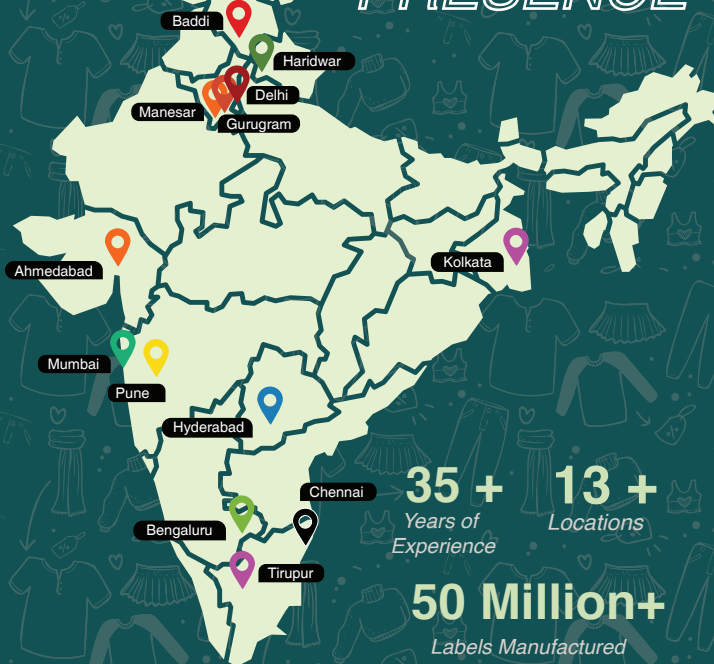 PRESENCE
Baddi
Haridwar
Delhi
Manesar
Gurugram
Ahmedabad
Kolkata
Mumbai
Pune
Hyderabad
Chennai
Bengaluru
Tirupur
35 +
Years of
Experience
13 +
Locations
50 Million+
Labels Manufactured